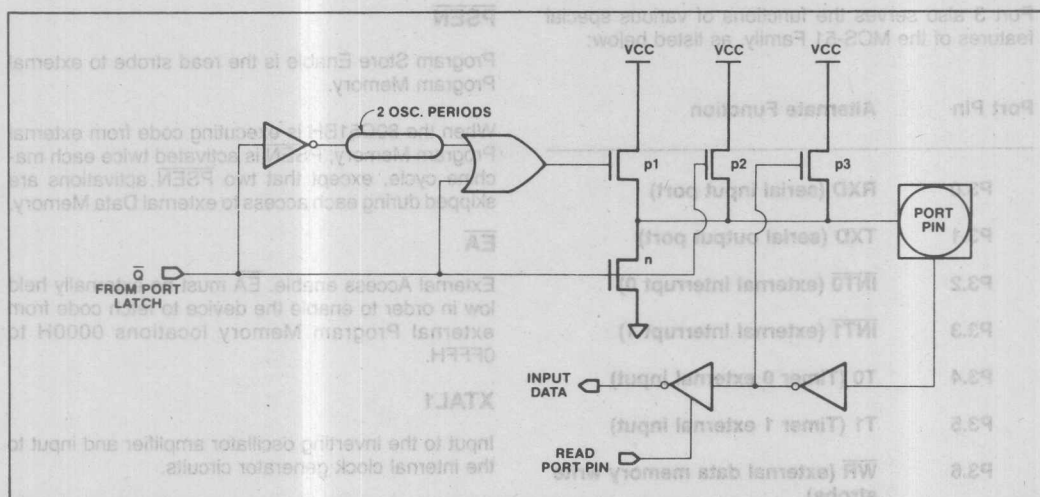 VCC
VCC
VCC
2 OSC. PERIODS
p1
p2
p3
PORT
PIN
n
Q̅
FROM PORT
LATCH
INPUT
DATA
READ
PORT PIN
Port 3 also serves the functions of various special
features of the MCS-51 Family, as listed below:
Port Pin Alternate Function
RXD (serial input port)
P3.1 TXD (serial output port)
P3.2 INT0 (external interrupt 0)
P3.3 INT1 (external interrupt 1)
P3.4 T0 (Timer 0 external input)
P3.5 T1 (Timer 1 external input)
P3.6 WR (external data memory write
strobe)
PSEN
Program Store Enable is the read strobe to external
Program Memory.
When the is executing code from external
Program Memory, PSEN is activated twice each ma-
chine cycle, except that two PSEN activations are
skipped during each access to external Data Memory.
EA
External Access enable. EA must be externally held
low in order to enable the device to fetch code from
external Program Memory locations 0000H to
0FFFH.
XTAL1
Input to the inverting oscillator amplifier and input to
the internal clock generator circuits.